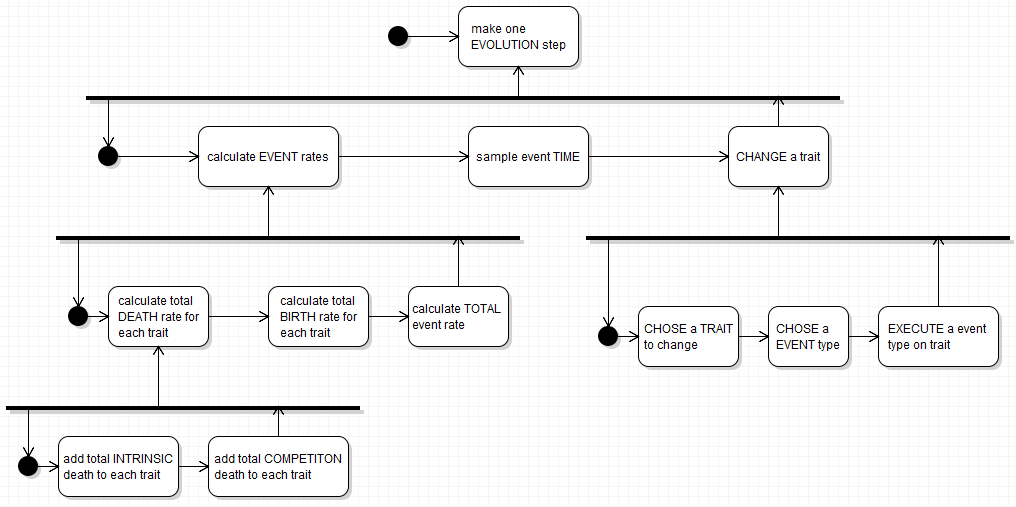 make one
EVOLUTION step
calculate EVENT rates
sample event TIME
CHANGE a trait
calculate total
DEATH rate for
each trait
calculate total
BIRTH rate for
each trait
calculate TOTAL
event rate
CHOSE a TRAIT
to change
CHOSE a
EVENT type
EXECUTE a event
type on trait
add total INTRINSIC
death to each trait
add total COMPETITON
death to each trait